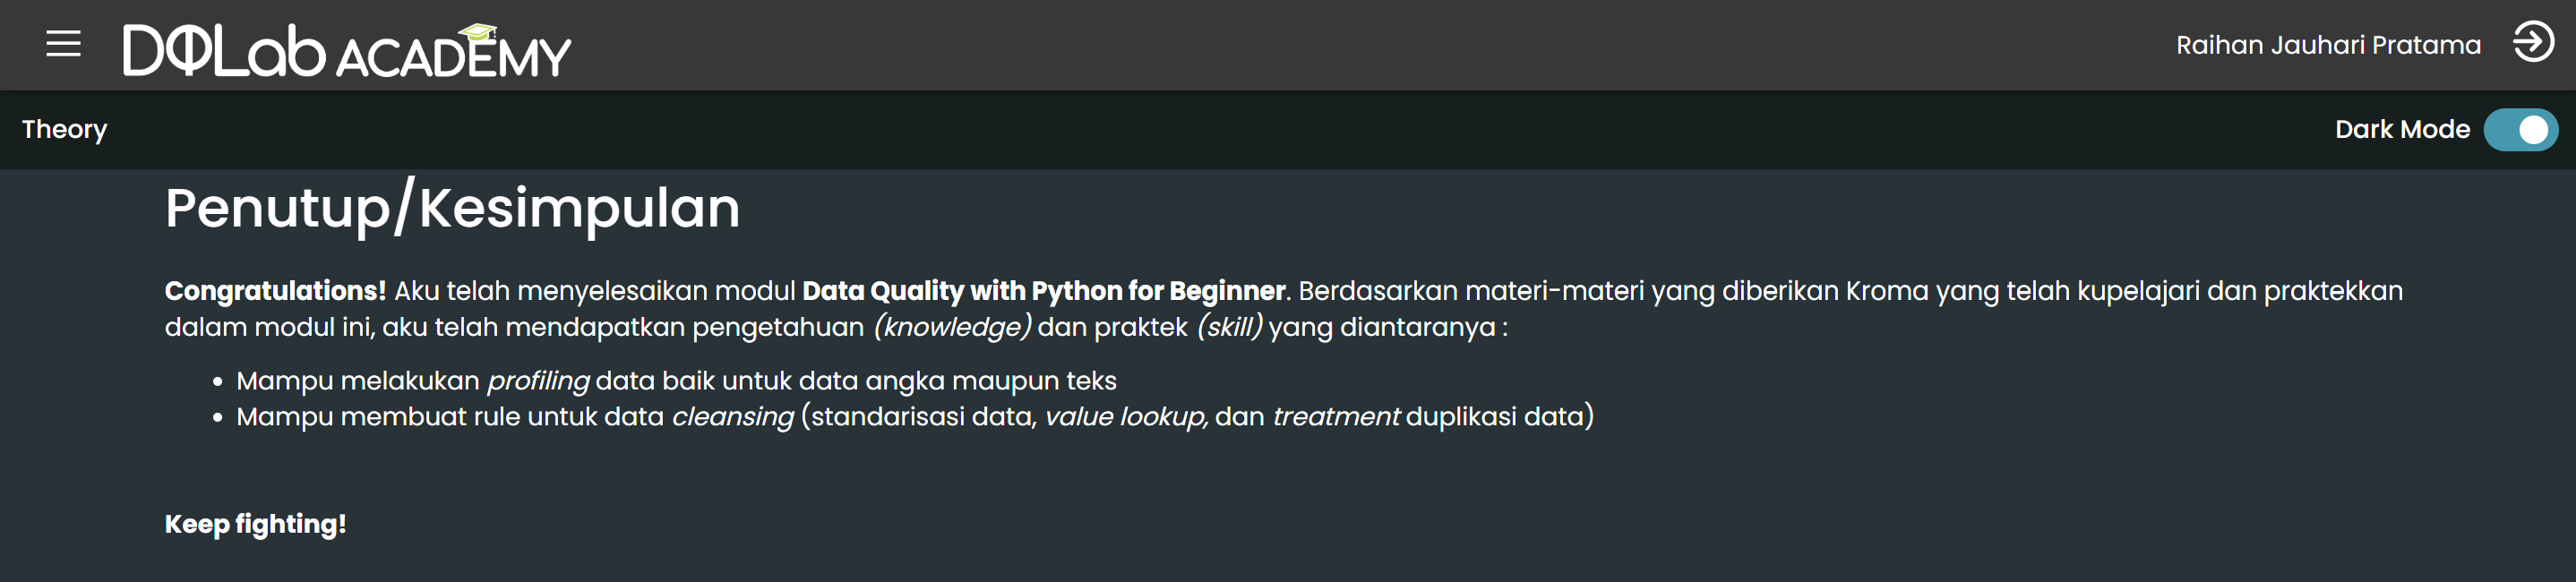 DQLab ACADEMY
Raihan Jauhari Pratama
Theory
Dark Mode
Penutup/Kesimpulan
Congratulations! Aku telah menyelesaikan modul Data Quality with Python for Beginner. Berdasarkan materi-materi yang diberikan Kroma yang telah kupelajari dan praktekkan
dalam modul ini, aku telah mendapatkan pengetahuan (knowledge) dan praktek (skill) yang diantaranya :
• Mampu melakukan profiling data baik untuk data angka maupun teks
• Mampu membuat rule untuk data cleansing (standarisasi data, value lookup, dan treatment duplikasi data)
Keep fighting!